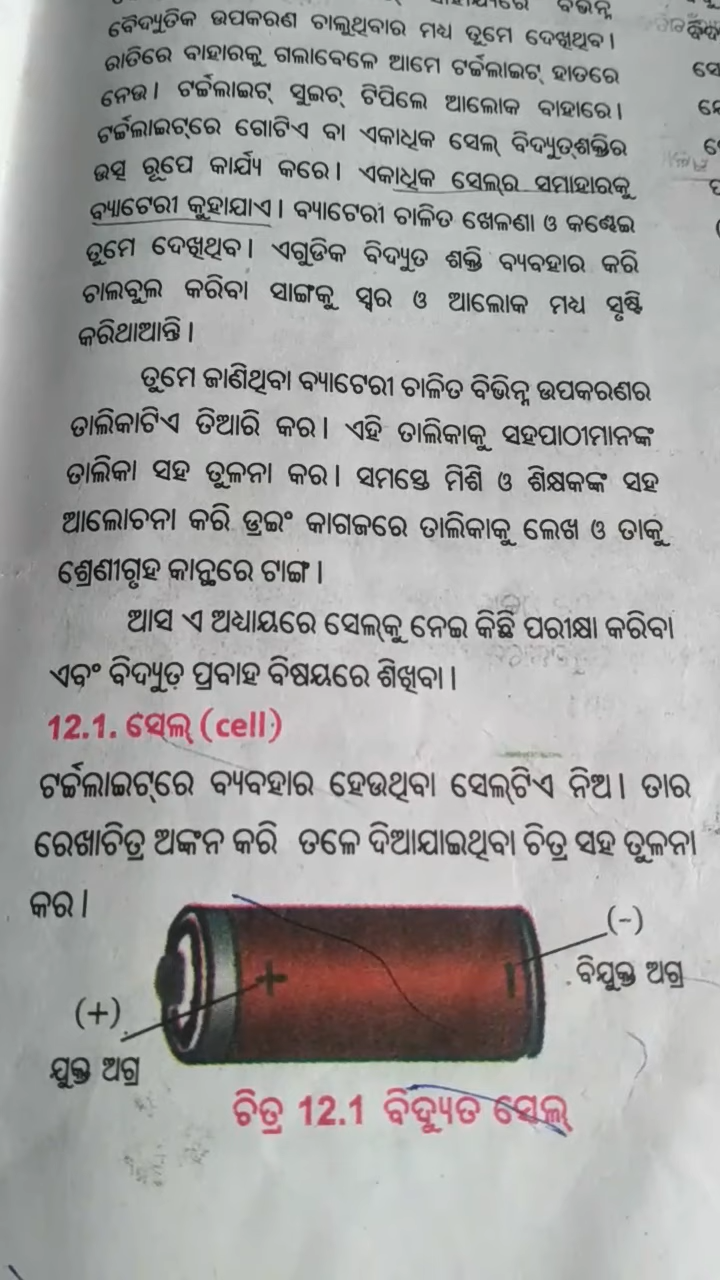 ବୈଦ୍ୟୁତିକ ଉପକରଣ ଚାଲୁଥିବାର ମଧ୍ୟ ତୁମେ ଦେଖିଥିବ।
ରାତିରେ ବାହାରକୁ ଗଲାବେଳେ ଆମେ ଟର୍ଚ୍ଚଲାଇଟ୍ ହାତରେ
ନେଉ। ଟର୍ଚ୍ଚଲାଇଟ୍ ସୁଇଚ୍ ଟିପିଲେ ଆଲୋକ ବାହାରେ।
ଟର୍ଚ୍ଚଲାଇଟ୍‌ରେ ଗୋଟିଏ ବା ଏକାଧିକ ସେଲ୍ ବିଦ୍ୟୁତ୍‌ଶକ୍ତିର
ଉତ୍ସ ରୂପେ କାର୍ଯ୍ୟ କରେ। ଏକାଧିକ ସେଲ୍‌ର ସମାହାରକୁ
ବ୍ୟାଟେରୀ କୁହାଯାଏ। ବ୍ୟାଟେରୀ ଚାଳିତ ଖେଳଣା ଓ କଣ୍ଢେଇ
ତୁମେ ଦେଖିଥିବ। ଏଗୁଡିକ ବିଦ୍ୟୁତ ଶକ୍ତି ବ୍ୟବହାର କରି
ଚାଲବୁଲ କରିବା ସାଙ୍ଗକୁ ସ୍ୱର ଓ ଆଲୋକ ମଧ୍ୟ ସୃଷ୍ଟି
କରିଥାଆନ୍ତି।
ତୁମେ ଜାଣିଥିବା ବ୍ୟାଟେରୀ ଚାଳିତ ବିଭିନ୍ନ ଉପକରଣର
ତାଲିକାଟିଏ ତିଆରି କର। ଏହି ତାଲିକାକୁ ସହପାଠୀମାନଙ୍କ
ତାଲିକା ସହ ତୁଳନା କର। ସମସ୍ତେ ମିଶି ଓ ଶିକ୍ଷକଙ୍କ ସହ
ଆଲୋଚନା କରି ଡ୍ରଇଂ କାଗଜରେ ତାଲିକାକୁ ଲେଖ ଓ ତାକୁ
ଶ୍ରେଣୀଗୃହ କାନ୍ଥରେ ଟାଙ୍ଗ।
ଆସ ଏ ଅଧ୍ୟାୟରେ ସେଲ୍‌କୁ ନେଇ କିଛି ପରୀକ୍ଷା କରିବା
ଏବଂ ବିଦ୍ୟୁତ୍ ପ୍ରବାହ ବିଷୟରେ ଶିଖିବା।
12.1. ସେଲ୍ (cell)
ଟର୍ଚ୍ଚଲାଇଟ୍‌ରେ ବ୍ୟବହାର ହେଉଥିବା ସେଲ୍‌ଟିଏ ନିଅ। ତାର
ରେଖାଚିତ୍ର ଅଙ୍କନ କରି ତଳେ ଦିଆଯାଇଥିବା ଚିତ୍ର ସହ ତୁଳନା
କର।
(−)
ବିଯୁକ୍ତ ଅଗ୍ର
+
(+)
ଯୁକ୍ତ ଅଗ୍ର
ଚିତ୍ର 12.1 ବିଦ୍ୟୁତ ସେଲ୍